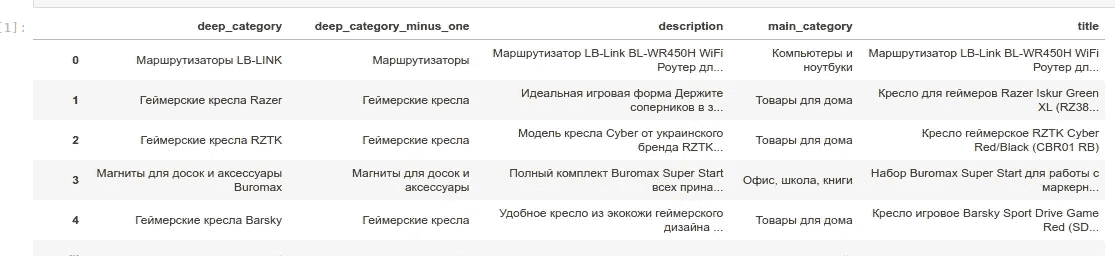 [1]:
deep_category deep_category_minus_one description main_category title
0 Маршрутизаторы LB-LINK Маршрутизаторы Маршрутизатор LB-Link BL-WR450H WiFi Роутер дл... Компьютеры и ноутбуки Маршрутизатор LB-Link BL-WR450H WiFi Роутер дл...
1 Геймерские кресла Razer Геймерские кресла Идеальная игровая форма Держите соперников в з... Товары для дома Кресло для геймеров Razer Iskur Green XL (RZ38...
2 Геймерские кресла RZTK Геймерские кресла Модель кресла Cyber от украинского бренда RZTK... Товары для дома Кресло геймерское RZTK Cyber Red/Black (CBR01 RB)
3 Магниты для досок и аксессуары Buromax Магниты для досок и аксессуары Полный комплект Buromax Super Start всех прина... Офис, школа, книги Набор Buromax Super Start для работы с маркерн...
4 Геймерские кресла Barsky Геймерские кресла Удобное кресло из экокожи геймерского дизайна ... Товары для дома Кресло игровое Barsky Sport Drive Game Red (SD...